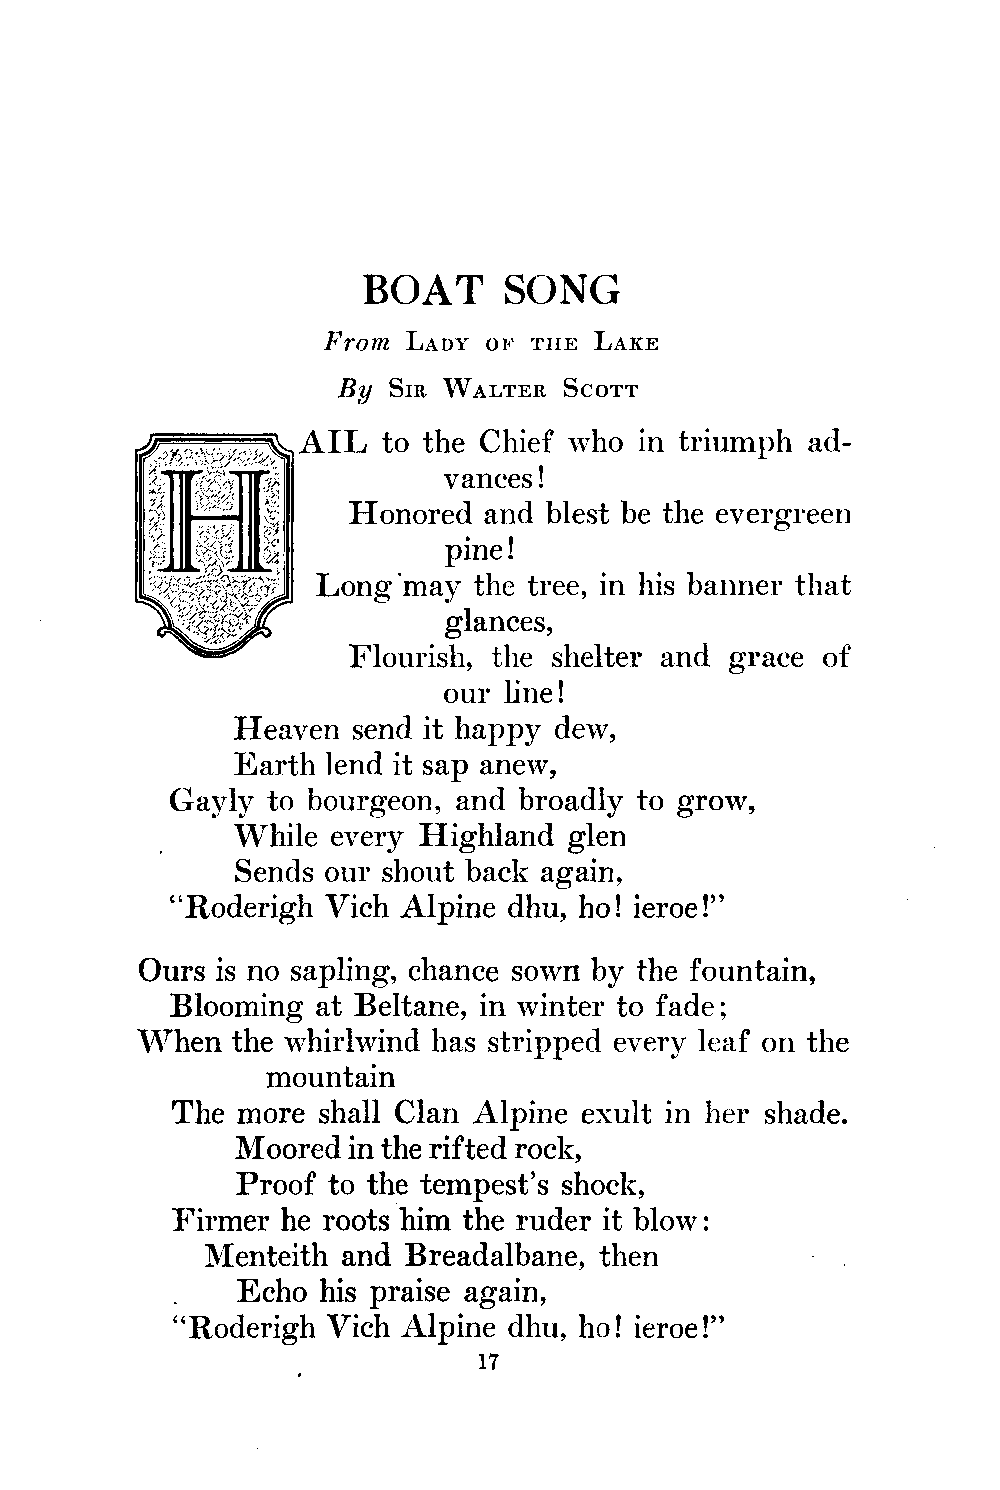 BOAT SONG
From LADY OF THE LAKE
By SIR WALTER SCOTT
HAIL to the Chief who in triumph ad-
vances!
Honored and blest be the evergreen
pine!
Long may the tree, in his banner that
glances,
Flourish, the shelter and grace of
our line!
Heaven send it happy dew,
Earth lend it sap anew,
Gayly to bourgeon, and broadly to grow,
While every Highland glen
Sends our shout back again,
“Roderigh Vich Alpine dhu, ho! ieroe!”
Ours is no sapling, chance sown by the fountain,
Blooming at Beltane, in winter to fade;
When the whirlwind has stripped every leaf on the
mountain
The more shall Clan Alpine exult in her shade.
Moored in the rifted rock,
Proof to the tempest’s shock,
Firmer he roots him the ruder it blow:
Menteith and Breadalbane, then
Echo his praise again,
“Roderigh Vich Alpine dhu, ho! ieroe!”
17